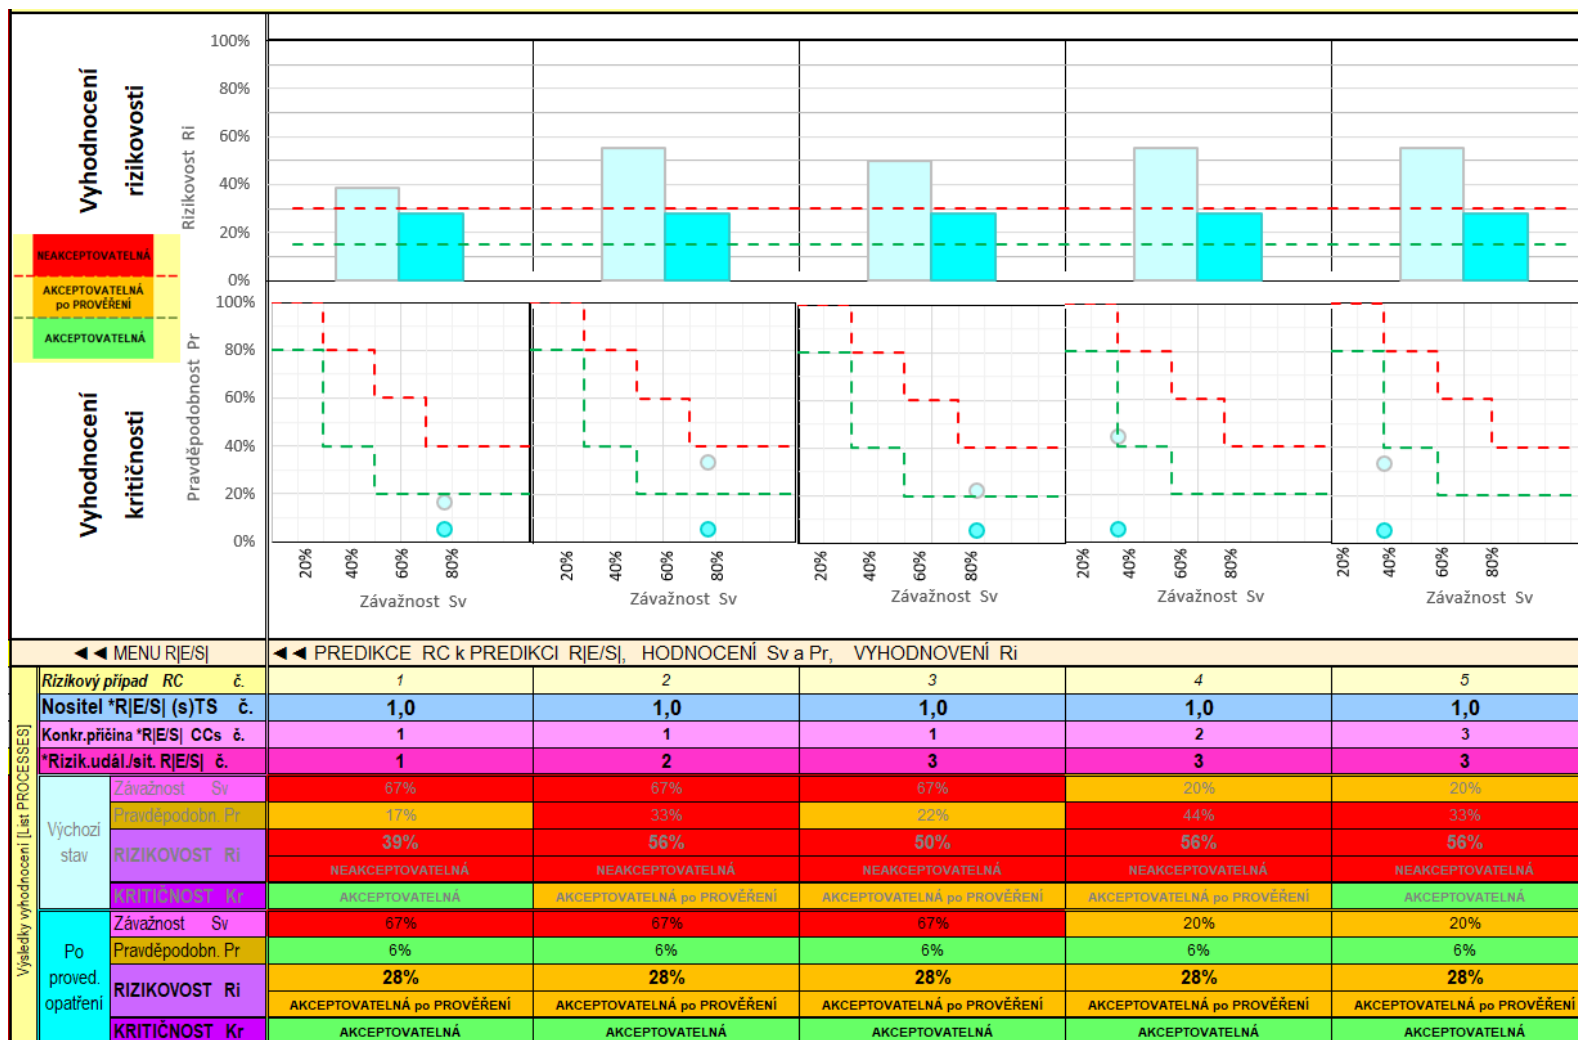 Vyhodnocení
rizikovosti
Rizikovost Ri
100%
80%
60%
40%
20%
0%
NEAKCEPTOVATELNÁ
AKCEPTOVATELNÁ
po PROVĚŘENÍ
AKCEPTOVATELNÁ
Vyhodnocení
kritičnosti
Pravděpodobnost Pr
100%
80%
60%
40%
20%
0%
20% 40% 60% 80% 20% 40% 60% 80% 20% 40% 60% 80% 20% 40% 60% 80% 20% 40% 60% 80%
Závažnost Sv Závažnost Sv Závažnost Sv Závažnost Sv Závažnost Sv
◄◄ MENU R|E/S| ◄◄ PREDIKCE RC k PREDIKCI R|E/S|, HODNOCENÍ Sv a Pr, VYHODNOVENÍ Ri
Výsledky vyhodnocení [List PROCESSES]
Rizikový případ RC č. 1 2 3 4 5
Nositel *R|E/S| (s)TS č. 1,0 1,0 1,0 1,0 1,0
Konkr.příčina *R|E/S| CCs č. 1 1 1 2 3
*Rizik.udál./sit. R|E/S| č. 1 2 3 3 3
Výchozí
stav
Závažnost Sv 67% 67% 67% 20% 20%
Pravděpodobn. Pr 17% 33% 22% 44% 33%
RIZIKOVOST Ri 39% 56% 50% 56% 56%
NEAKCEPTOVATELNÁ NEAKCEPTOVATELNÁ NEAKCEPTOVATELNÁ NEAKCEPTOVATELNÁ NEAKCEPTOVATELNÁ
KRITIČNOST Kr AKCEPTOVATELNÁ AKCEPTOVATELNÁ po PROVĚŘENÍ AKCEPTOVATELNÁ po PROVĚŘENÍ AKCEPTOVATELNÁ po PROVĚŘENÍ AKCEPTOVATELNÁ
Po
proved.
opatření
Závažnost Sv 67% 67% 67% 20% 20%
Pravděpodobn. Pr 6% 6% 6% 6% 6%
RIZIKOVOST Ri 28% 28% 28% 28% 28%
AKCEPTOVATELNÁ po PROVĚŘENÍ AKCEPTOVATELNÁ po PROVĚŘENÍ AKCEPTOVATELNÁ po PROVĚŘENÍ AKCEPTOVATELNÁ po PROVĚŘENÍ AKCEPTOVATELNÁ po PROVĚŘENÍ
KRITIČNOST Kr AKCEPTOVATELNÁ AKCEPTOVATELNÁ AKCEPTOVATELNÁ AKCEPTOVATELNÁ AKCEPTOVATELNÁ